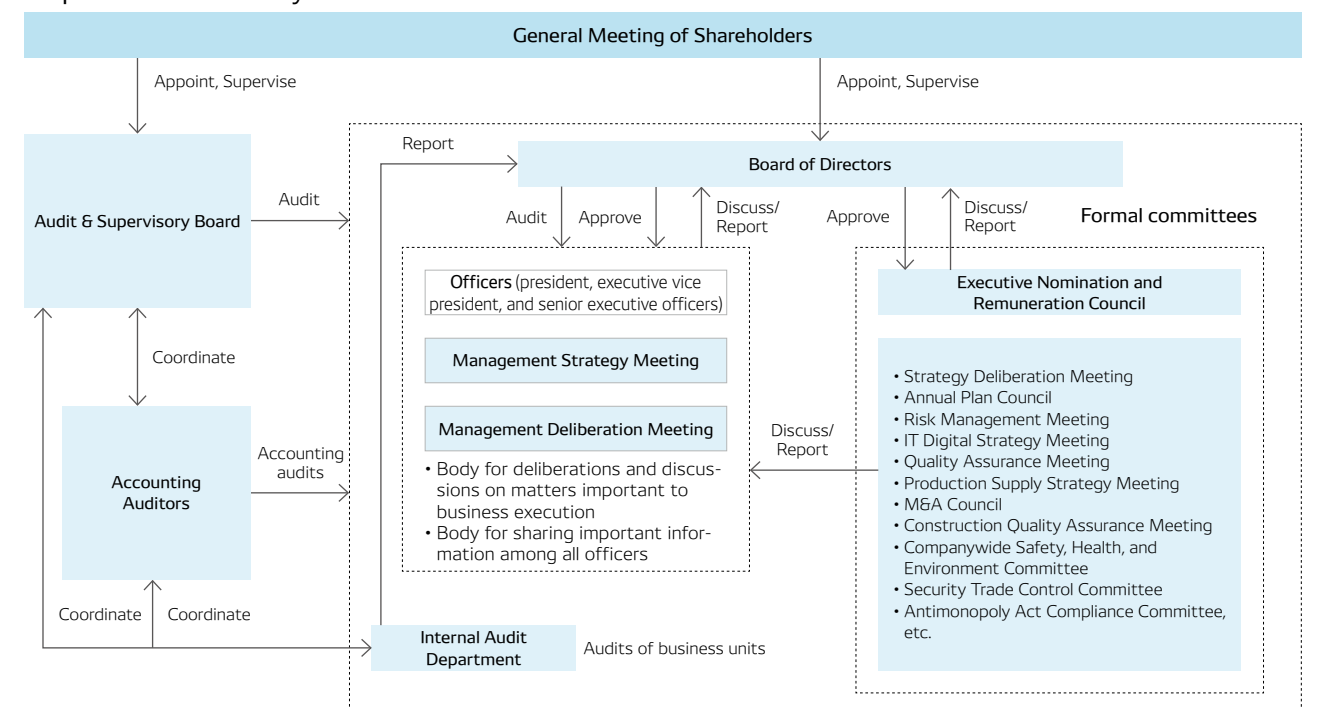 General Meeting of Shareholders
Appoint, Supervise
Appoint, Supervise
Report
Board of Directors
Audit & Supervisory Board
Audit
Audit
Approve
Discuss/
Report
Approve
Discuss/
Report
Formal committees
Officers (president, executive vice
president, and senior executive officers)
Executive Nomination and
Remuneration Council
Coordinate
Management Strategy Meeting
Management Deliberation Meeting
• Body for deliberations and discus-
sions on matters important to
business execution
• Body for sharing important infor-
mation among all officers
Discuss/
Report
• Strategy Deliberation Meeting
• Annual Plan Council
• Risk Management Meeting
• IT Digital Strategy Meeting
• Quality Assurance Meeting
• Production Supply Strategy Meeting
• M&A Council
• Construction Quality Assurance Meeting
• Companywide Safety, Health, and
Environment Committee
• Security Trade Control Committee
• Antimonopoly Act Compliance Committee,
etc.
Accounting
Auditors
Accounting
audits
Coordinate
Coordinate
Internal Audit
Department
Audits of business units